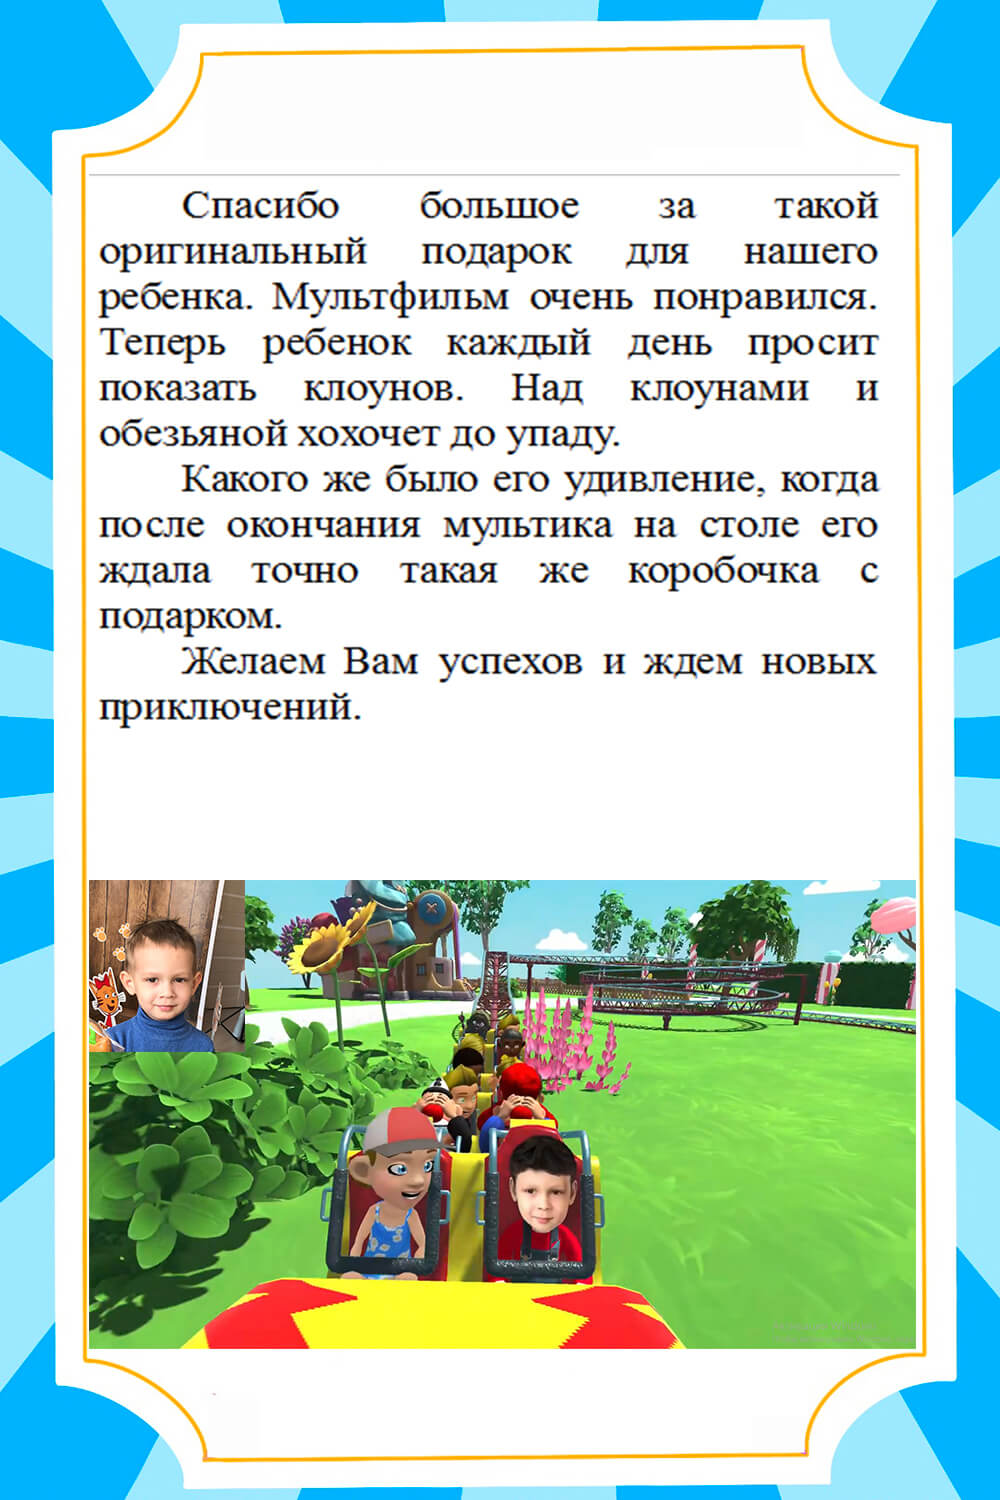 Спасибо большое за такой
оригинальный подарок для нашего
ребенка. Мультфильм очень понравился.
Теперь ребенок каждый день просит
показать клоунов. Над клоунами и
обезьяной хохочет до упаду.
Какого же было его удивление, когда
после окончания мультика на столе его
ждала точно такая же коробочка с
подарком.
Желаем Вам успехов и ждем новых
приключений.